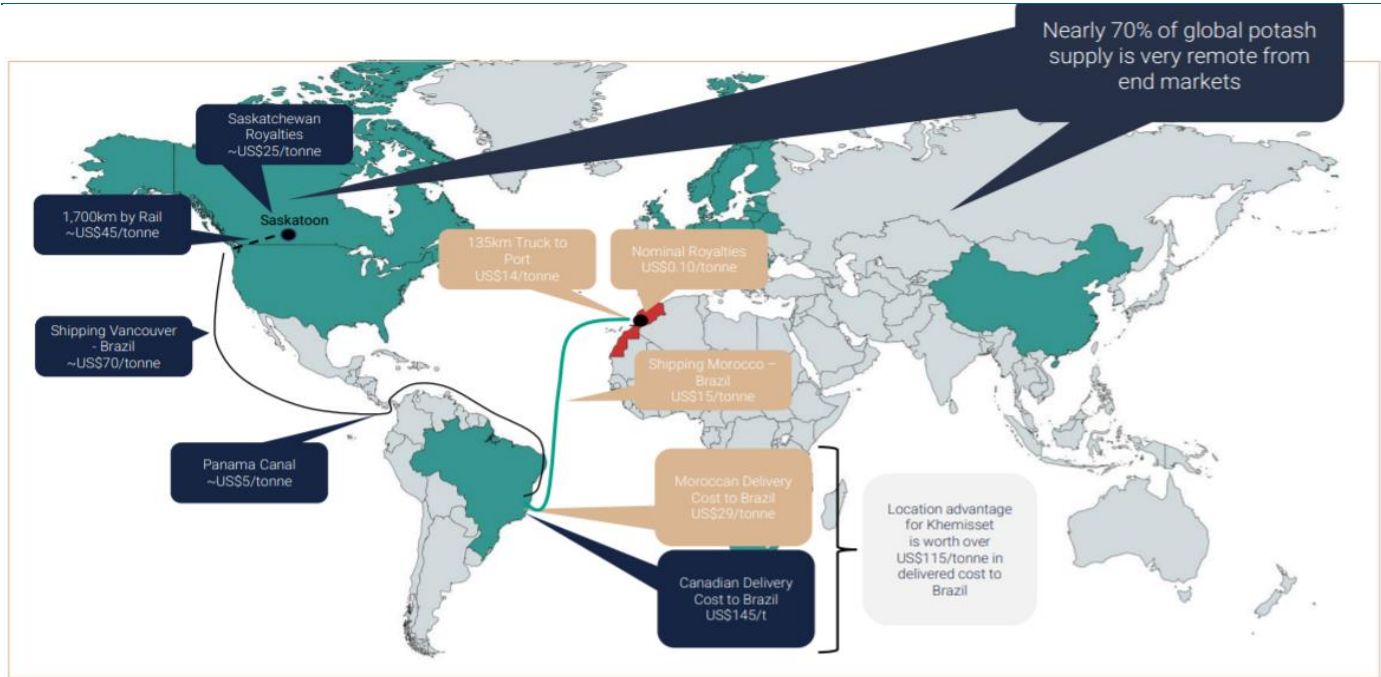 Nearly 70% of global potash
supply is very remote from
end markets
Saskatchewan
Royalties
~US$25/tonne
1,700km by Rail
~US$45/tonne
Saskatoon
135km Truck to
Port
US$14/tonne
Nominal Royalties
US$0.10/tonne
Shipping Vancouver
- Brazil
~US$70/tonne
Shipping Morocco –
Brazil
US$15/tonne
Panama Canal
~US$5/tonne
Moroccan Delivery
Cost to Brazil
US$29/tonne
Canadian Delivery
Cost to Brazil
US$145/t
Location advantage
for Khemisset
is worth over
US$115/tonne in
delivered cost to
Brazil